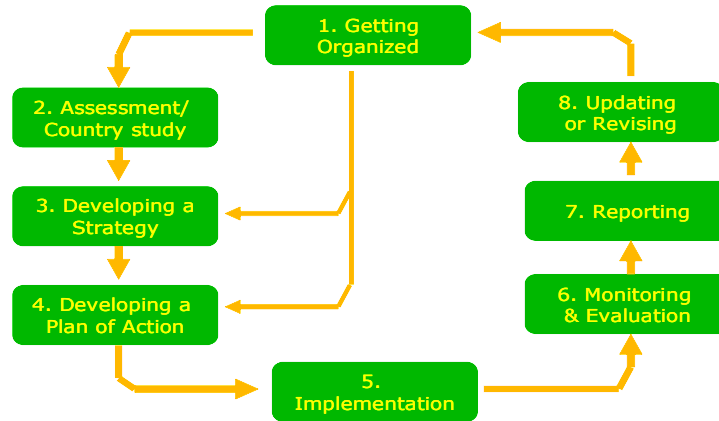 1. Getting
Organized
2. Assessment/
Country study
3. Developing a
Strategy
4. Developing a
Plan of Action
5.
Implementation
6. Monitoring
& Evaluation
7. Reporting
8. Updating
or Revising